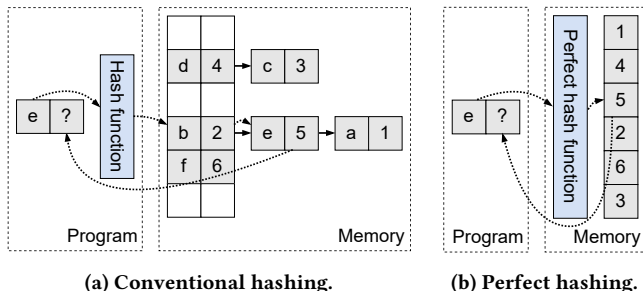 e ?
Hash function
d 4 c 3
b 2 e 5 a 1
f 6
Program
Memory
(a) Conventional hashing.
e ?
Perfect hash function
1
4
5
2
6
3
Program
Memory
(b) Perfect hashing.